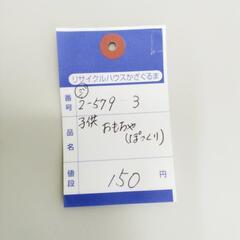 リサイクルハウスかざぐるま
番号 2-579 3
品名 子供 おもちゃ
(ぽっくり)
値段 150 円